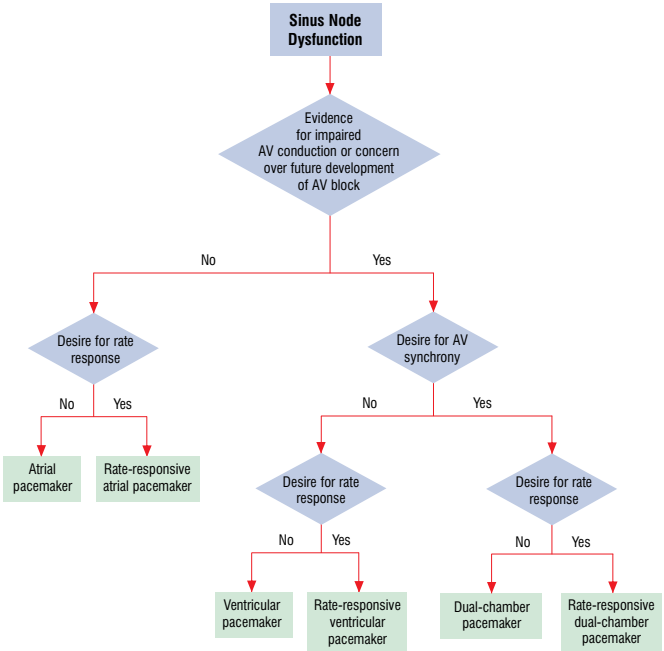 Sinus Node
Dysfunction
Evidence
for impaired
AV conduction or concern
over future development
of AV block
No
Yes
Desire for rate
response
Desire for AV
synchrony
No
Yes
No
Yes
Atrial
pacemaker
Rate-responsive
atrial pacemaker
Desire for rate
response
Desire for rate
response
No
Yes
No
Yes
Ventricular
pacemaker
Rate-responsive
ventricular
pacemaker
Dual-chamber
pacemaker
Rate-responsive
dual-chamber
pacemaker